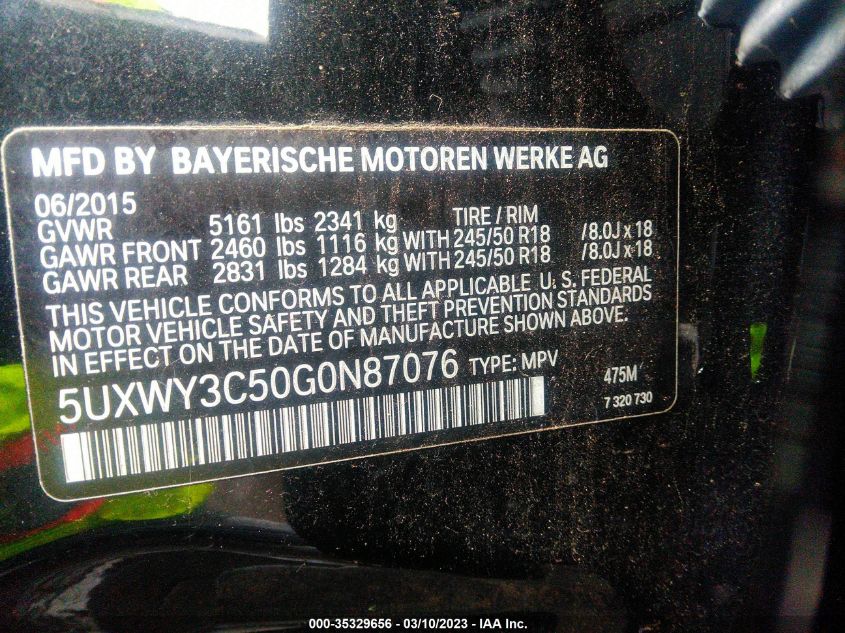 MFD BY BAYERISCHE MOTOREN WERKE AG
06/2015 TIRE / RIM
GVWR 5161 lbs 2341 kg
GAWR FRONT 2460 lbs 1116 kg WITH 245/50 R18 /8.0J x 18
GAWR REAR 2831 lbs 1284 kg WITH 245/50 R18 /8.0J x 18
THIS VEHICLE CONFORMS TO ALL APPLICABLE U.S. FEDERAL
MOTOR VEHICLE SAFETY AND THEFT PREVENTION STANDARDS
IN EFFECT ON THE DATE OF MANUFACTURE SHOWN ABOVE.
5UXWY3C50G0N87076 TYPE: MPV 475M
7 320 730
000-35329656 — 03/10/2023 — IAA Inc.